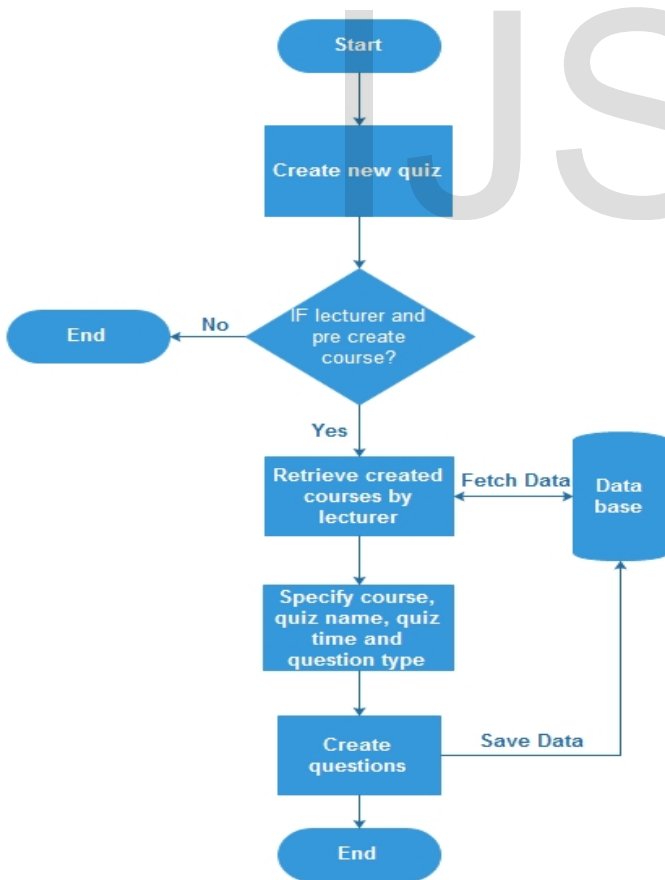 IJS
Start
Create new quiz
IF lecturer and
pre create
course?
No
End
Yes
Retrieve created
courses by
lecturer
Fetch Data
Data
base
Specify course,
quiz name, quiz
time and
question type
Create
questions
Save Data
End